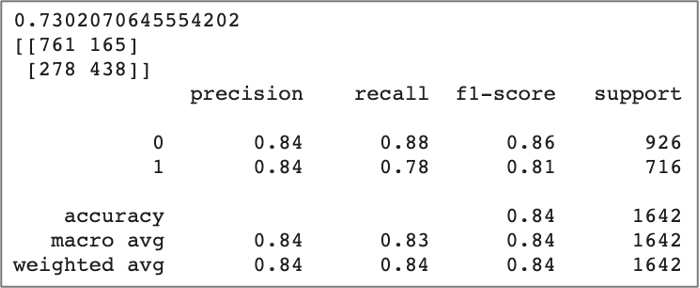 0.7302070645554202
[[761 165]
[278 438]]
precision recall f1-score support
0 0.84 0.88 0.86 926
1 0.84 0.78 0.81 716
accuracy 0.84 1642
macro avg 0.84 0.83 0.84 1642
weighted avg 0.84 0.84 0.84 1642